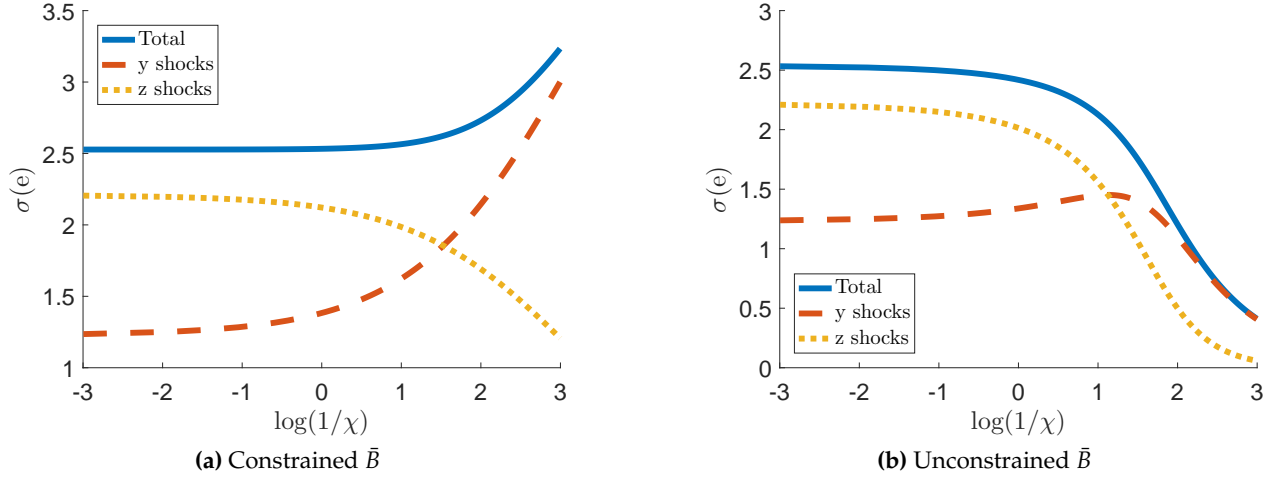 3.5
3
2.5
2
1.5
1
σ(e)
Total
y shocks
z shocks
-3 -2 -1 0 1 2 3
log(1/χ)
(a) Constrained B̄
3
2.5
2
1.5
1
0.5
0
σ(e)
Total
y shocks
z shocks
-3 -2 -1 0 1 2 3
log(1/χ)
(b) Unconstrained B̄